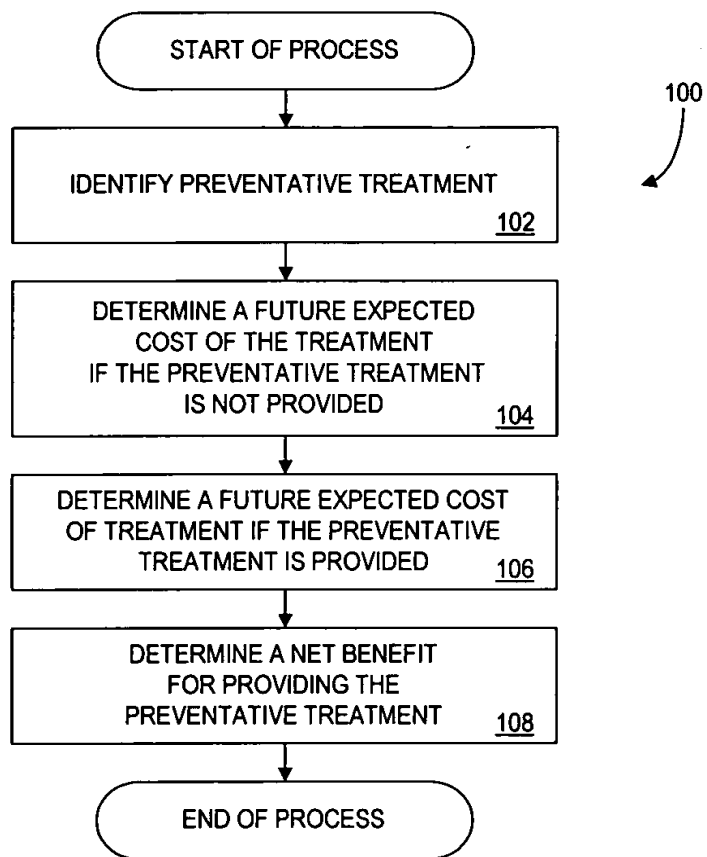 START OF PROCESS
100
IDENTIFY PREVENTATIVE TREATMENT
102
DETERMINE A FUTURE EXPECTED
COST OF THE TREATMENT
IF THE PREVENTATIVE TREATMENT
IS NOT PROVIDED
104
DETERMINE A FUTURE EXPECTED COST
OF TREATMENT IF THE PREVENTATIVE
TREATMENT IS PROVIDED
106
DETERMINE A NET BENEFIT
FOR PROVIDING THE
PREVENTATIVE TREATMENT
108
END OF PROCESS